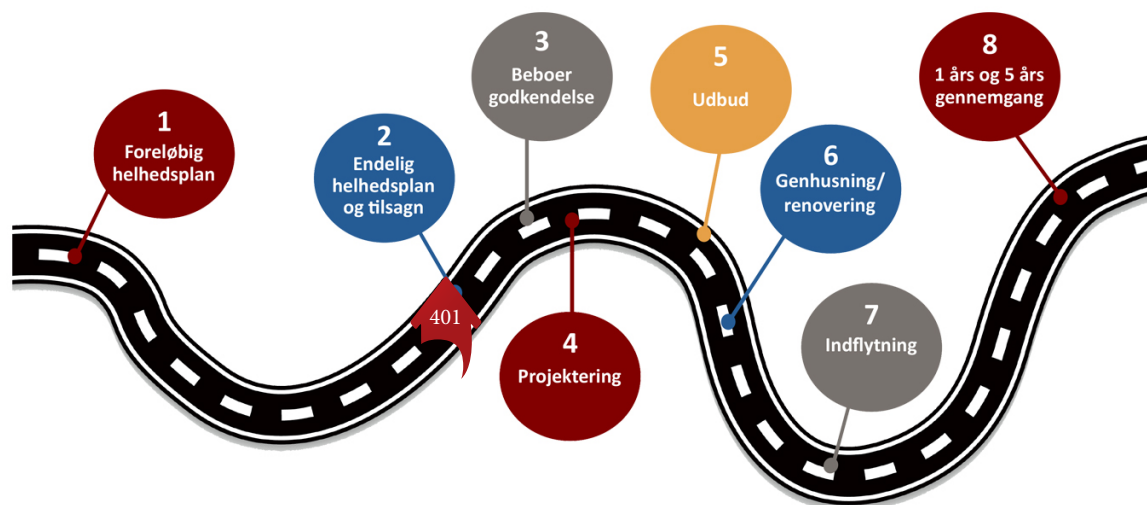 1
Foreløbig
helhedsplan
2
Endelig
helhedsplan
og tilsagn
401
3
Beboer
godkendelse
4
Projektering
5
Udbud
6
Genhusning/
renovering
7
Indflytning
8
1 års og 5 års
gennemgang